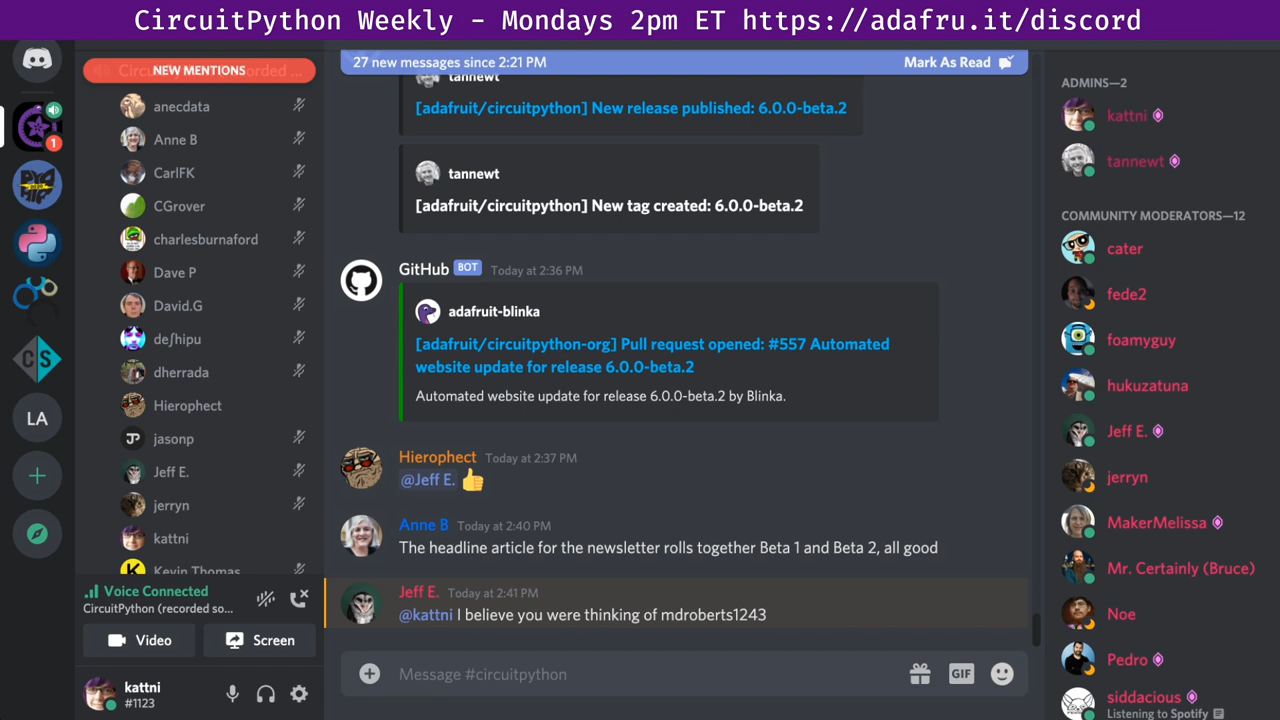 CircuitPython Weekly - Mondays 2pm ET https://adafru.it/discord
NEW MENTIONS
anecdata
Anne B
CarlFK
CGrover
charlesburnaford
Dave P
David.G
deʃhipu
dherrada
Hierophect
jasonp
Jeff E.
jerryn
kattni
Kevin Thomas
1
LA
Voice Connected
CircuitPython (recorded so...
Video
Screen
kattni
#1123
27 new messages since 2:21 PM
Mark As Read
tannewt
[adafruit/circuitpython] New release published: 6.0.0-beta.2
tannewt
[adafruit/circuitpython] New tag created: 6.0.0-beta.2
GitHub BOT Today at 2:36 PM
adafruit-blinka
[adafruit/circuitpython-org] Pull request opened: #557 Automated
website update for release 6.0.0-beta.2
Automated website update for release 6.0.0-beta.2 by Blinka.
Hierophect Today at 2:37 PM
@Jeff E. 👍
Anne B Today at 2:40 PM
The headline article for the newsletter rolls together Beta 1 and Beta 2, all good
Jeff E. Today at 2:41 PM
@kattni I believe you were thinking of mdroberts1243
Message #circuitpython
GIF
ADMINS—2
kattni
tannewt
COMMUNITY MODERATORS—12
cater
fede2
foamyguy
hukuzatuna
Jeff E.
jerryn
MakerMelissa
Mr. Certainly (Bruce)
Noe
Pedro
siddacious
Listening to Spotify